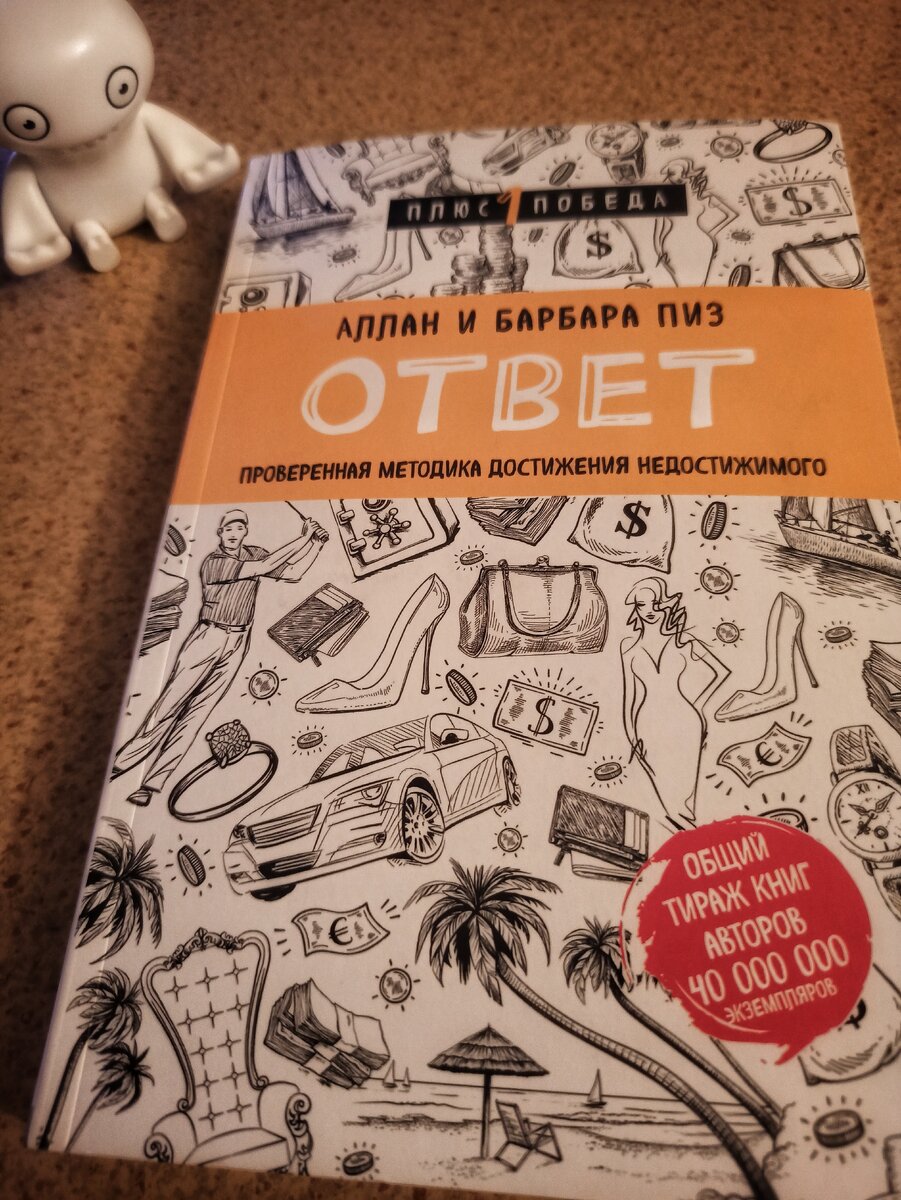 ПЛЮС 1 ПОБЕДА
АЛЛАН И БАРБАРА ПИЗ
ОТВЕТ
ПРОВЕРЕННАЯ МЕТОДИКА ДОСТИЖЕНИЯ НЕДОСТИЖИМОГО
$
$
$
$
€
XII
€
ОБЩИЙ
ТИРАЖ КНИГ
АВТОРОВ
40 000 000
ЭКЗЕМПЛЯРОВ